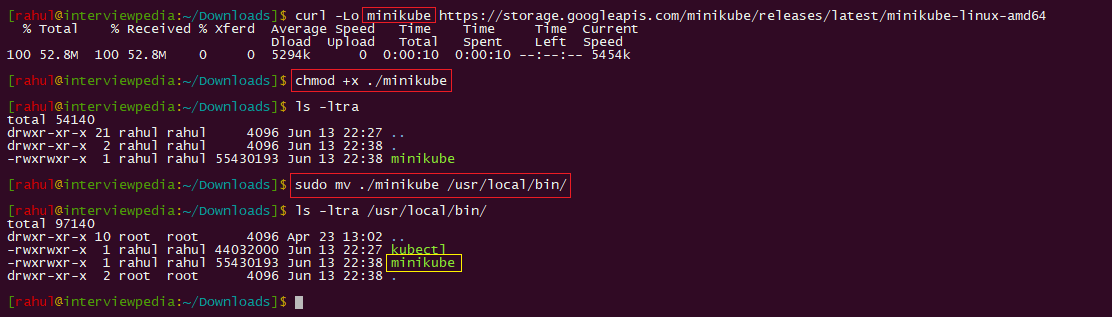 [rahul@interviewpedia:~/Downloads]$ curl -Lo minikube https://storage.googleapis.com/minikube/releases/latest/minikube-linux-amd64
  % Total    % Received % Xferd  Average Speed   Time    Time     Time  Current
                                 Dload  Upload   Total   Spent    Left  Speed
100 52.8M  100 52.8M    0     0  5294k      0  0:00:10  0:00:10 --:--:-- 5454k
[rahul@interviewpedia:~/Downloads]$ chmod +x ./minikube
[rahul@interviewpedia:~/Downloads]$ ls -ltra
total 54140
drwxr-xr-x 21 rahul rahul     4096 Jun 13 22:27 ..
drwxr-xr-x  2 rahul rahul     4096 Jun 13 22:38 .
-rwxrwxr-x  1 rahul rahul 55430193 Jun 13 22:38 minikube
[rahul@interviewpedia:~/Downloads]$ sudo mv ./minikube /usr/local/bin/
[rahul@interviewpedia:~/Downloads]$ ls -ltra /usr/local/bin/
total 97140
drwxr-xr-x 10 root  root      4096 Apr 23 13:02 ..
-rwxrwxr-x  1 rahul rahul 44032000 Jun 13 22:27 kubectl
-rwxrwxr-x  1 rahul rahul 55430193 Jun 13 22:38 minikube
drwxr-xr-x  2 root  root      4096 Jun 13 22:38 .
[rahul@interviewpedia:~/Downloads]$